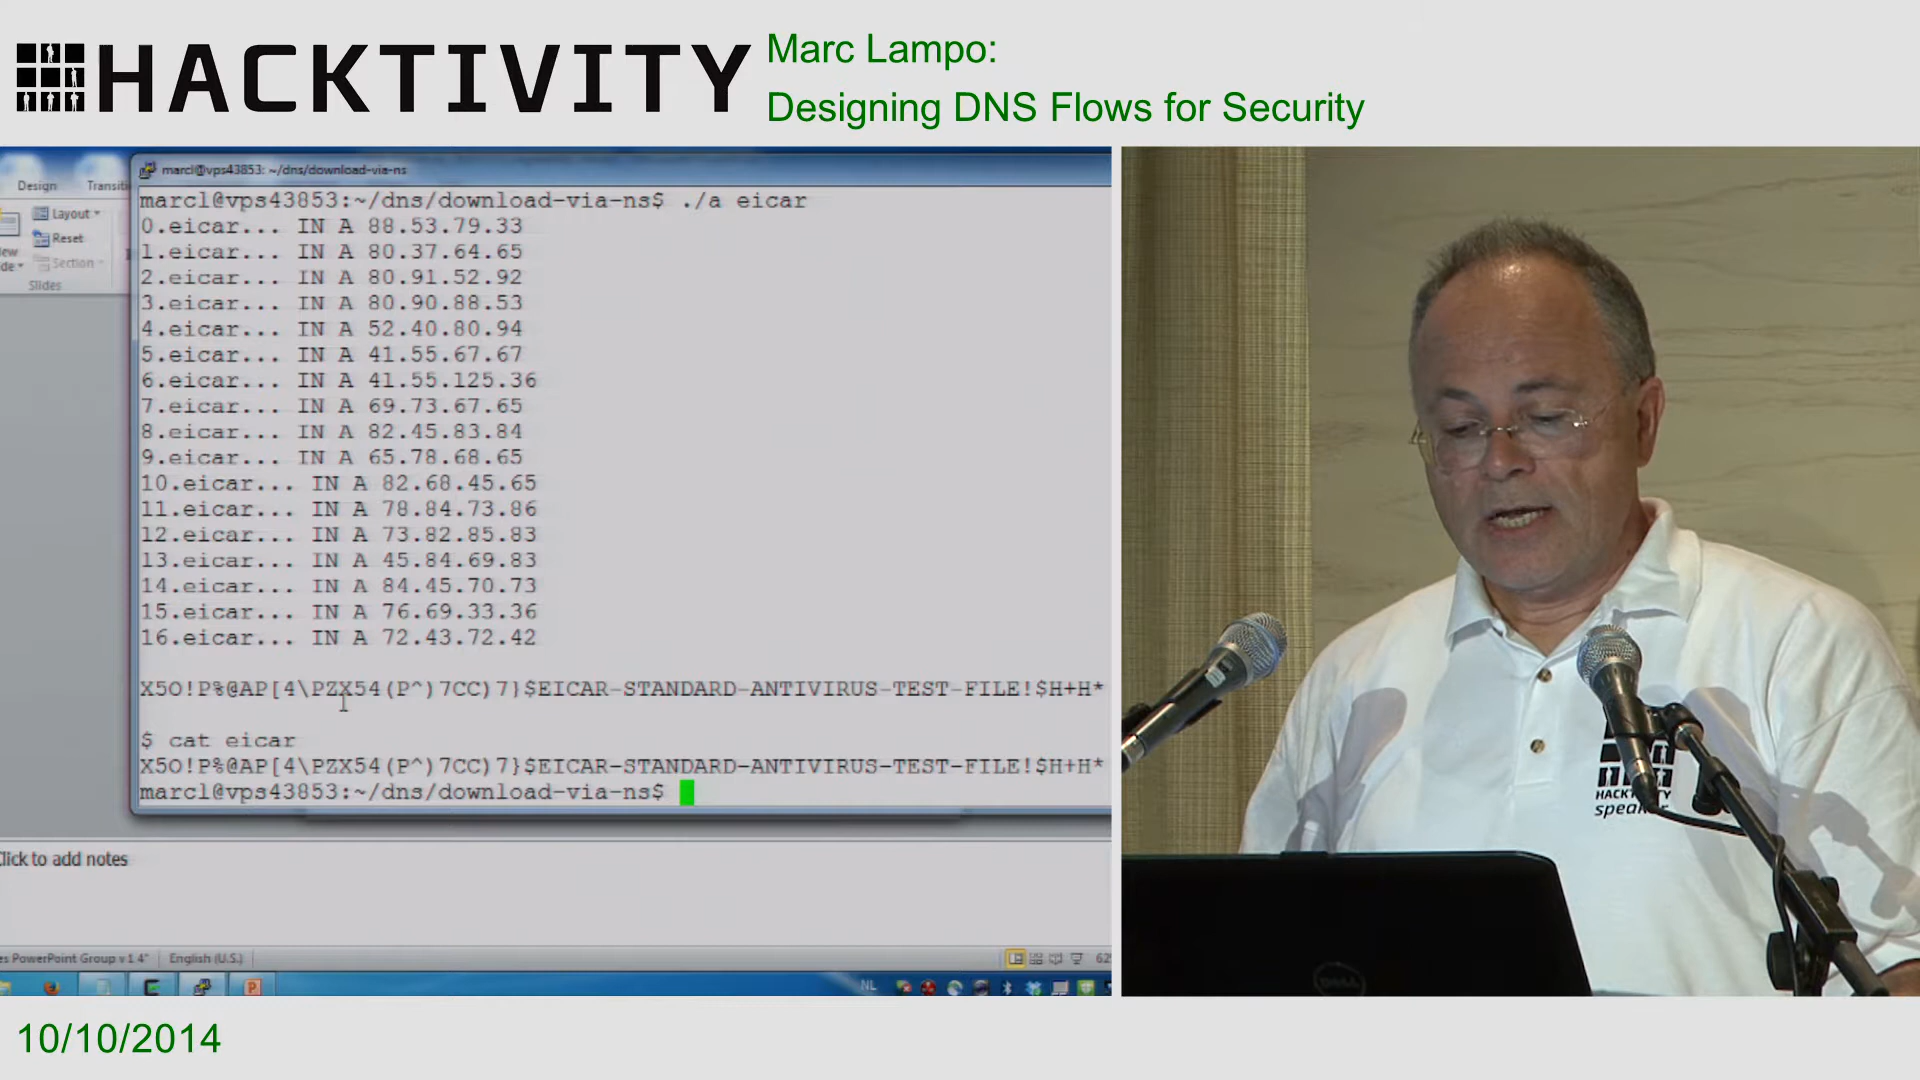 HACKTIVITY
Marc Lampo:
Designing DNS Flows for Security
marcl@vps43853: ~/dns/download-via-ns
Design
Layout
Reset
Section
Slides
marcl@vps43853:~/dns/download-via-ns$ ./a eicar
0.eicar... IN A 88.53.79.33
1.eicar... IN A 80.37.64.65
2.eicar... IN A 80.91.52.92
3.eicar... IN A 80.90.88.53
4.eicar... IN A 52.40.80.94
5.eicar... IN A 41.55.67.67
6.eicar... IN A 41.55.125.36
7.eicar... IN A 69.73.67.65
8.eicar... IN A 82.45.83.84
9.eicar... IN A 65.78.68.65
10.eicar... IN A 82.68.45.65
11.eicar... IN A 78.84.73.86
12.eicar... IN A 73.82.85.83
13.eicar... IN A 45.84.69.83
14.eicar... IN A 84.45.70.73
15.eicar... IN A 76.69.33.36
16.eicar... IN A 72.43.72.42
X5O!P%@AP[4\PZX54(P^)7CC)7}$EICAR-STANDARD-ANTIVIRUS-TEST-FILE!$H+H*
$ cat eicar
X5O!P%@AP[4\PZX54(P^)7CC)7}$EICAR-STANDARD-ANTIVIRUS-TEST-FILE!$H+H*
marcl@vps43853:~/dns/download-via-ns$
Click to add notes
PowerPoint Group v 1 4"
English (U.S.)
NL
HACKTIVITY
speaker
DELL
10/10/2014